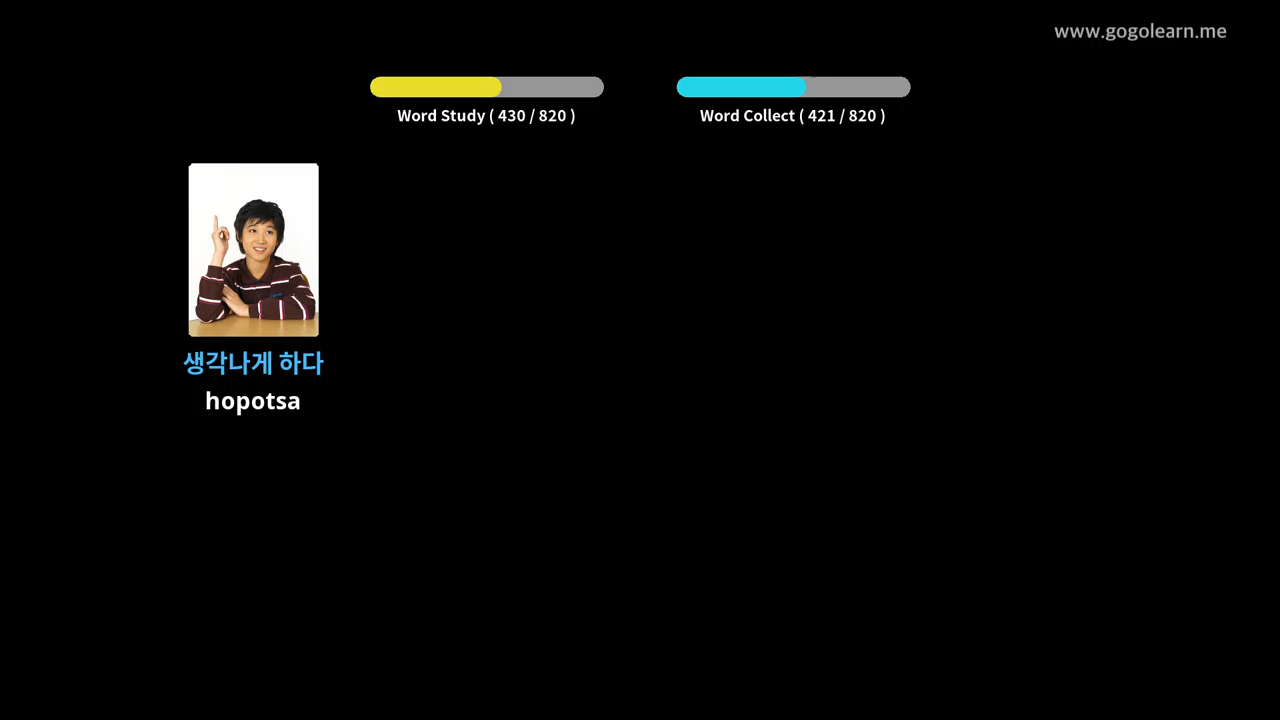 www.gogolearn.me
Word Study ( 430 / 820 )
Word Collect ( 421 / 820 )
생각나게 하다
hopotsa